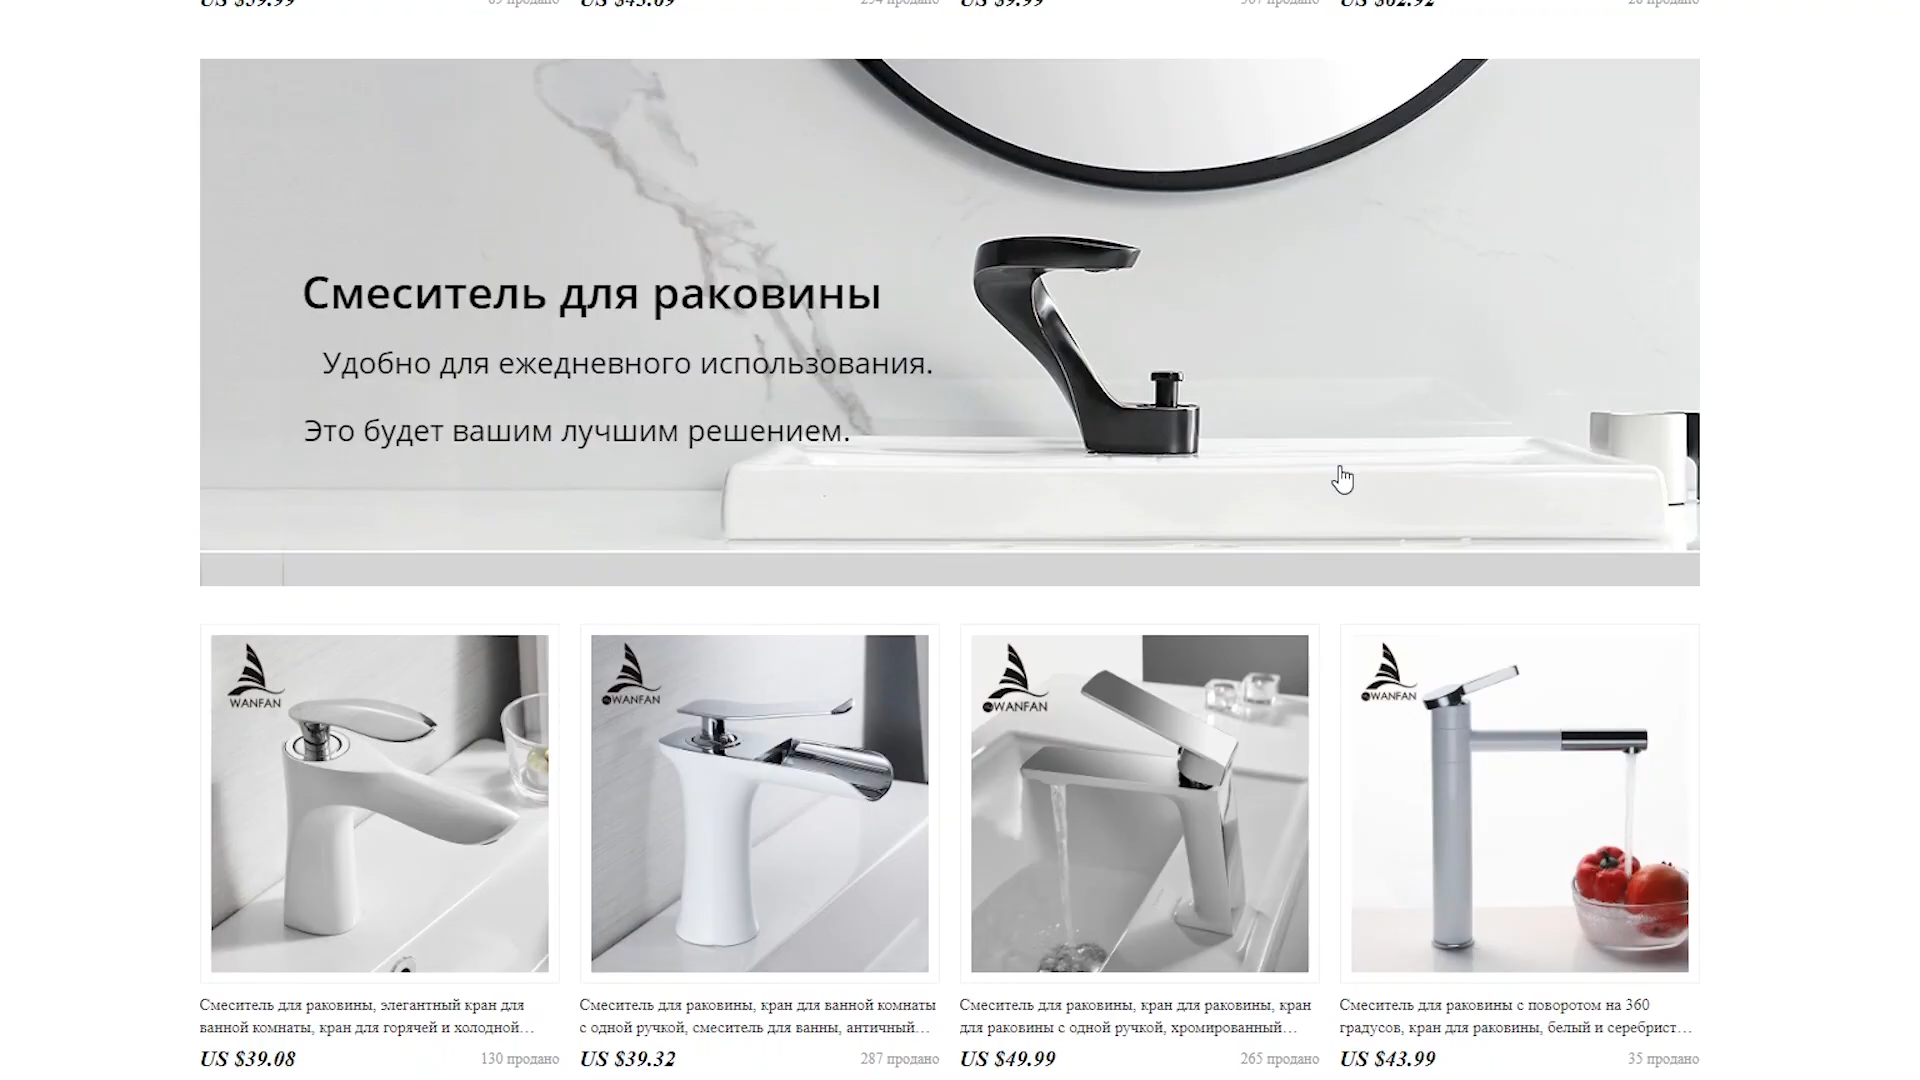 Смеситель для раковины
Удобно для ежедневного использования.
Это будет вашим лучшим решением.
WANFAN
WANFAN
WANFAN
WANFAN
Смеситель для раковины, элегантный кран для
ванной комнаты, кран для горячей и холодной…
US $39.08
130 продано
Смеситель для раковины, кран для ванной комнаты
с одной ручкой, смеситель для ванны, античный…
US $39.32
287 продано
Смеситель для раковины, кран для раковины, кран
для раковины с одной ручкой, хромированный…
US $49.99
265 продано
Смеситель для раковины с поворотом на 360
градусов, кран для раковины, белый и серебрист…
US $43.99
35 продано